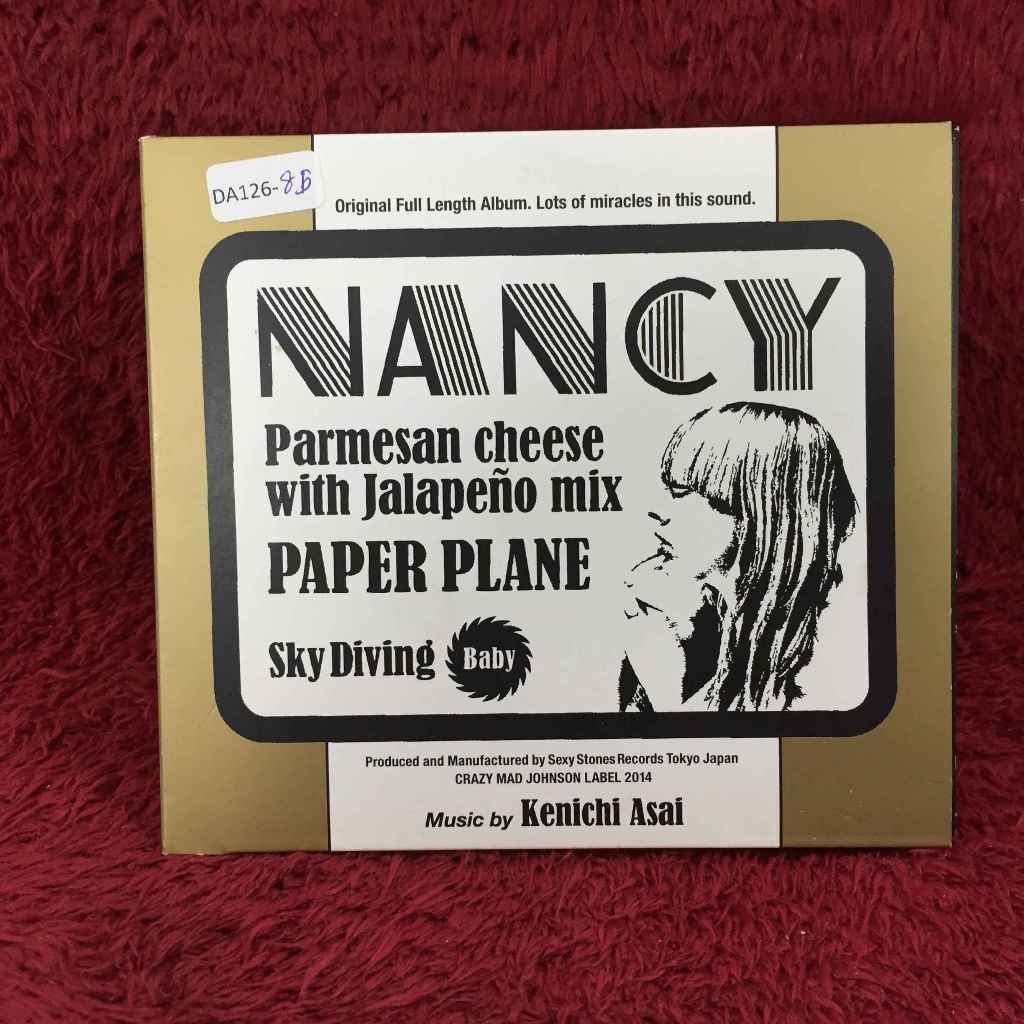 DA126-
Original Full Length Album. Lots of miracles in this sound.
NANCY
Parmesan cheese
with Jalapeño mix
PAPER PLANE
Sky Diving Baby
Produced and Manufactured by Sexy Stones Records Tokyo Japan
CRAZY MAD JOHNSON LABEL 2014
Music by Kenichi Asai